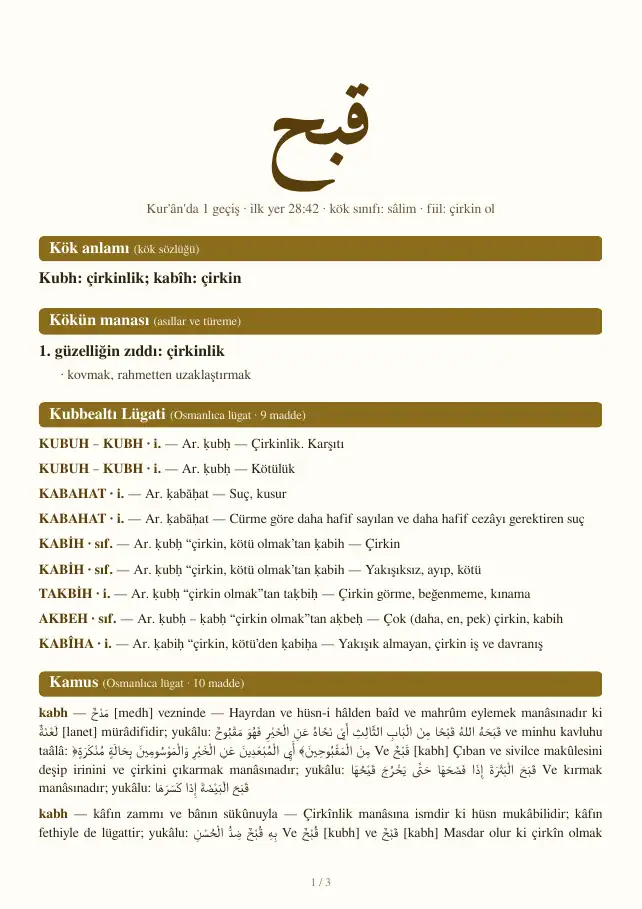 قبح
Kur'ân'da 1 geçiş · ilk yer 28:42 · kök sınıfı: sâlim · fiil: çirkin ol
Kök anlamı (kök sözlüğü)
Kubh: çirkinlik; kabîh: çirkin
Kökün manası (asıllar ve türeme)
1. güzelliğin zıddı: çirkinlik
· kovmak, rahmetten uzaklaştırmak
Kubbealtı Lügati (Osmanlıca lügat · 9 madde)
KUBUH – KUBH · i. — Ar. ḳubḥ — Çirkinlik. Karşıtı
KUBUH – KUBH · i. — Ar. ḳubḥ — Kötülük
KABAHAT · i. — Ar. ḳabāḥat — Suç, kusur
KABAHAT · i. — Ar. ḳabāḥat — Cürme göre daha hafif sayılan ve daha hafif cezâyı gerektiren suç
KABİH · sıf. — Ar. ḳubḥ “çirkin, kötü olmak”tan ḳabih — Çirkin
KABİH · sıf. — Ar. ḳubḥ “çirkin, kötü olmak”tan ḳabih — Yakışıksız, ayıp, kötü
TAKBİH · i. — Ar. ḳubḥ “çirkin olmak”tan taḳbiḥ — Çirkin görme, beğenmeme, kınama
AKBEH · sıf. — Ar. ḳubḥ – ḳabḥ “çirkin olmak”tan aḳbeḥ — Çok (daha, en, pek) çirkin, kabih
KABÎHA · i. — Ar. ḳabiḥ “çirkin, kötü’den ḳabiḥa — Yakışık almayan, çirkin iş ve davranış
Kamus (Osmanlıca lügat · 10 madde)
kabh — مَدْحٌ [medh] vezninde — Hayrdan ve hüsn-i hâlden baîd ve mahrûm eylemek manâsınadır ki
لَعْنَةٌ [lanet] mürâdifidir; yukâlu: قَبَحَهُ اللهُ قَبْحًا مِنَ الْبَابِ الثَّالِثِ أَيْ نَحَّاهُ عَنِ الْخَيْرِ فَهُوَ مَقْبُوحٌ ve minhu kavluhu
taâlâ: ﴿مِنَ الْمَقْبُوحِينَ﴾ أَيِ الْمُبْعَدِينَ عَنِ الْخَيْرِ وَالْمَوْسُومِينَ بِحَالَةٍ مُنْكَرَةٍ Ve قَبْحٌ [kabh] Çıban ve sivilce makûlesini
deşip irinini ve çirkini çıkarmak manâsınadır; yukâlu: قَبَحَ الْبَثْرَةَ إِذَا فَضَخَهَا حَتَّى يَخْرُجَ قَيْحُهَا Ve kırmak
manâsınadır; yukâlu: قَبَحَ الْبَيْضَةَ إِذَا كَسَرَهَا
kabh — kâfın zammı ve bânın sükûnuyla — Çirkînlik manâsına ismdir ki hüsn mukâbilidir; kâfın
fethiyle de lügattir; yukâlu: بِهِ قُبْحٌ ضِدُّ الْحُسْنِ Ve قُبْحٌ [kubh] ve قَبْحٌ [kabh] Masdar olur ki çirkîn olmak
1 / 3